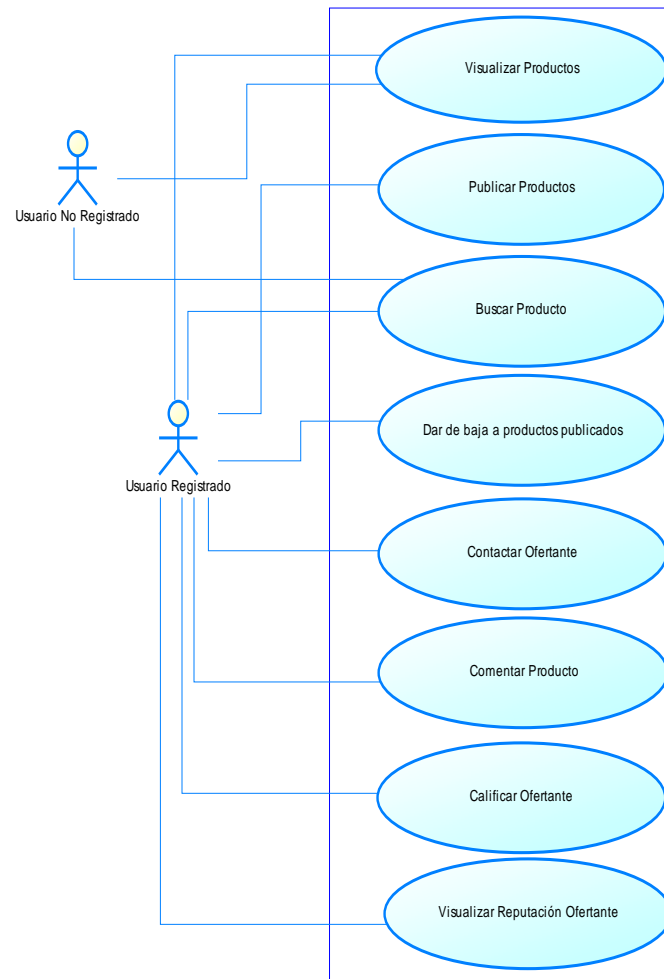 Visualizar Productos
Usuario No Registrado
Publicar Productos
Buscar Producto
Dar de baja a productos publicados
Usuario Registrado
Contactar Ofertante
Comentar Producto
Calificar Ofertante
Visualizar Reputación Ofertante